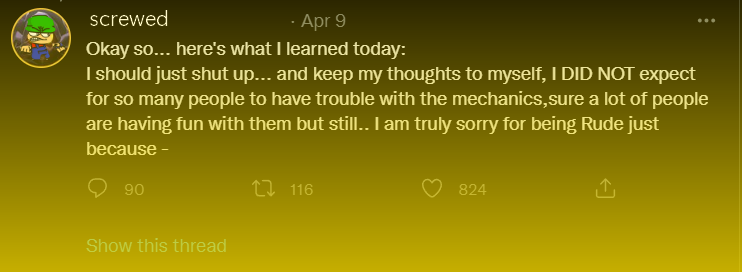 screwed · Apr 9
Okay so... here's what I learned today:
I should just shut up... and keep my thoughts to myself, I DID NOT expect
for so many people to have trouble with the mechanics,sure a lot of people
are having fun with them but still.. I am truly sorry for being Rude just
because -
90 116 824
Show this thread